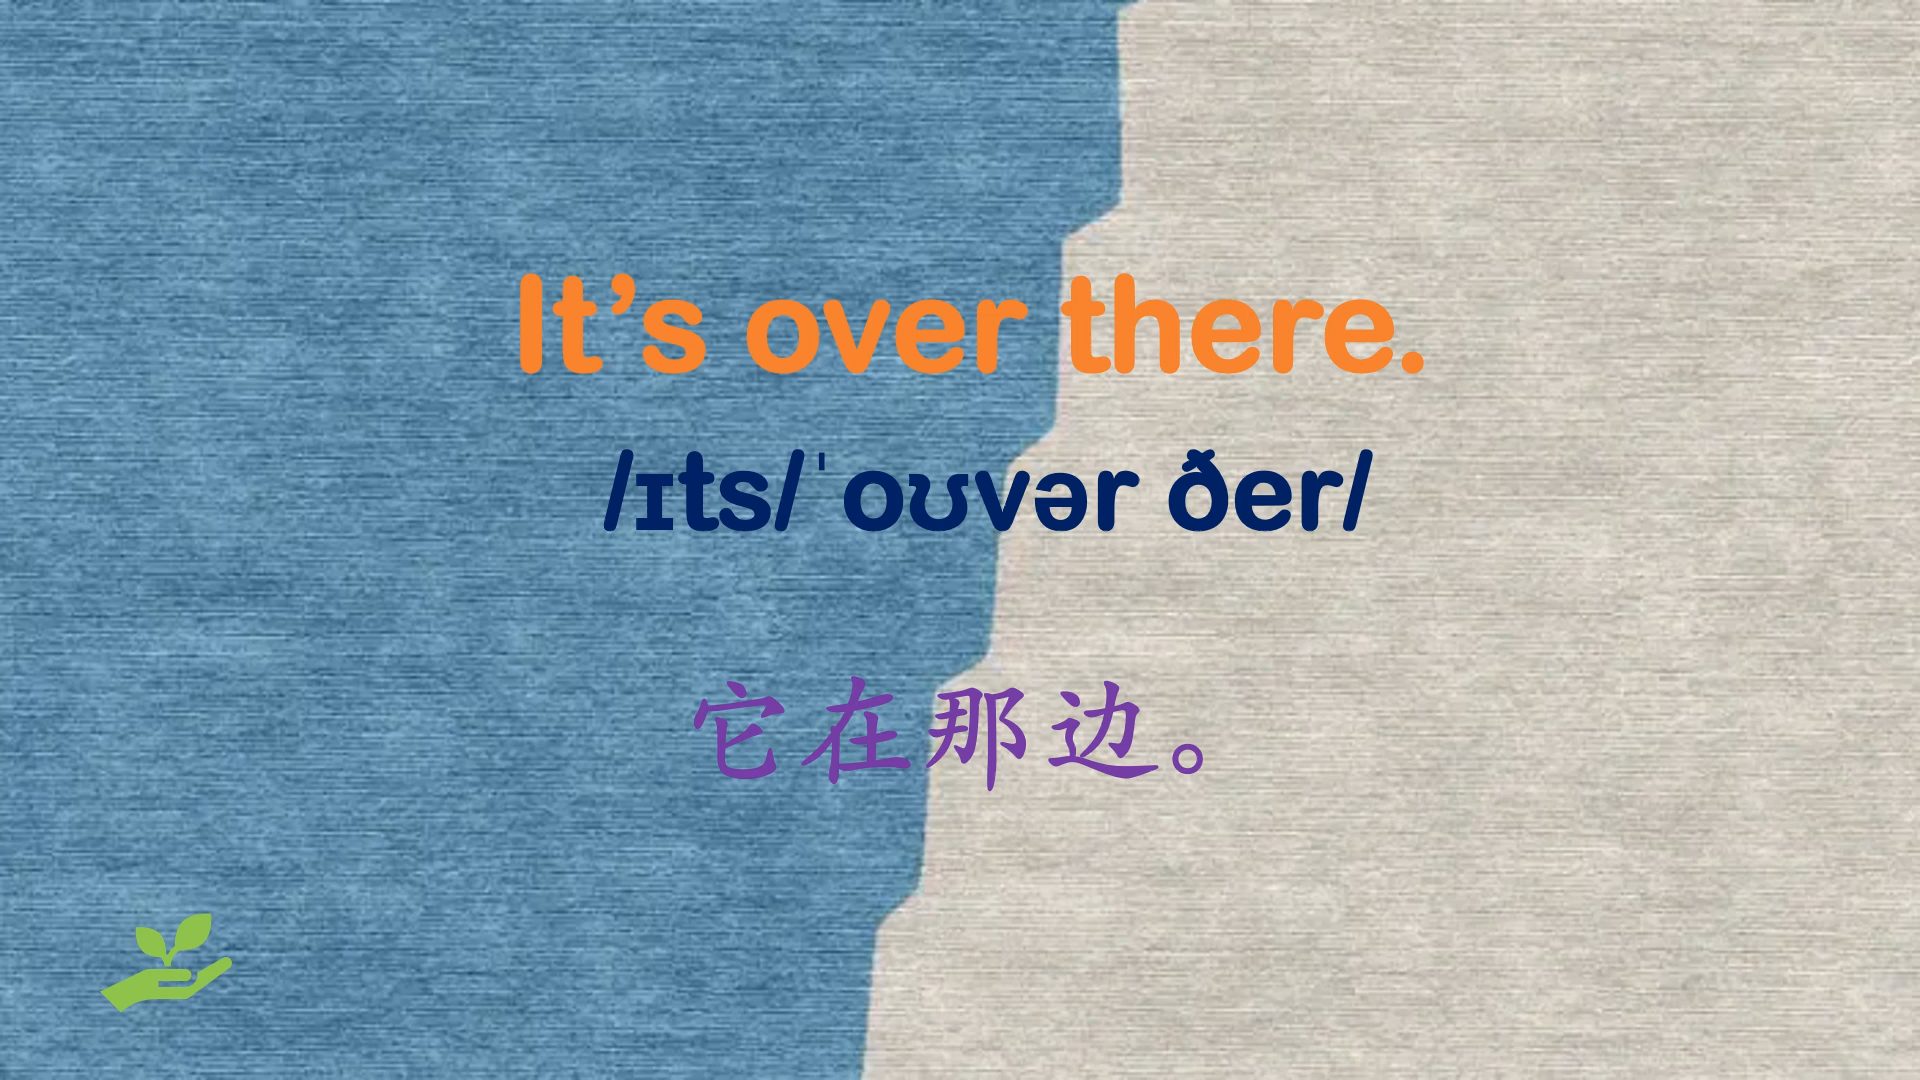 It’s over there.
/ɪts/ˈoʊvər ðer/
它在那边。